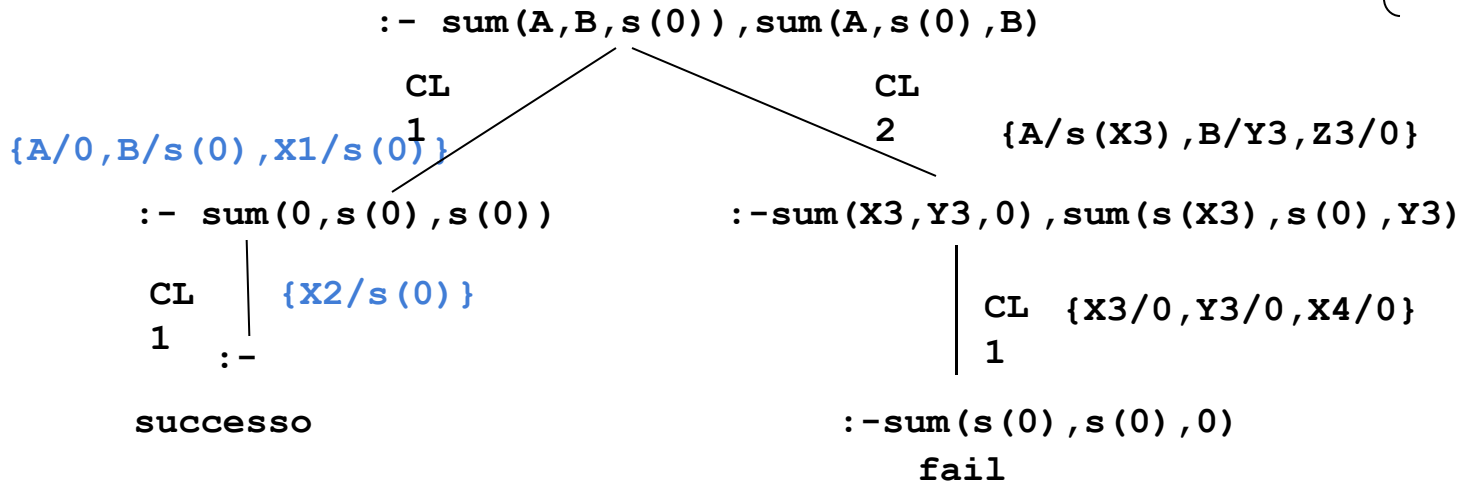 :- sum(A,B,s(0)),sum(A,s(0),B)
CL
1
CL
2
{A/0,B/s(0),X1/s(0)}
{A/s(X3),B/Y3,Z3/0}
:- sum(0,s(0),s(0))
:-sum(X3,Y3,0),sum(s(X3),s(0),Y3)
CL
1
{X2/s(0)}
CL
1
{X3/0,Y3/0,X4/0}
:-
successo
:-sum(s(0),s(0),0)
fail